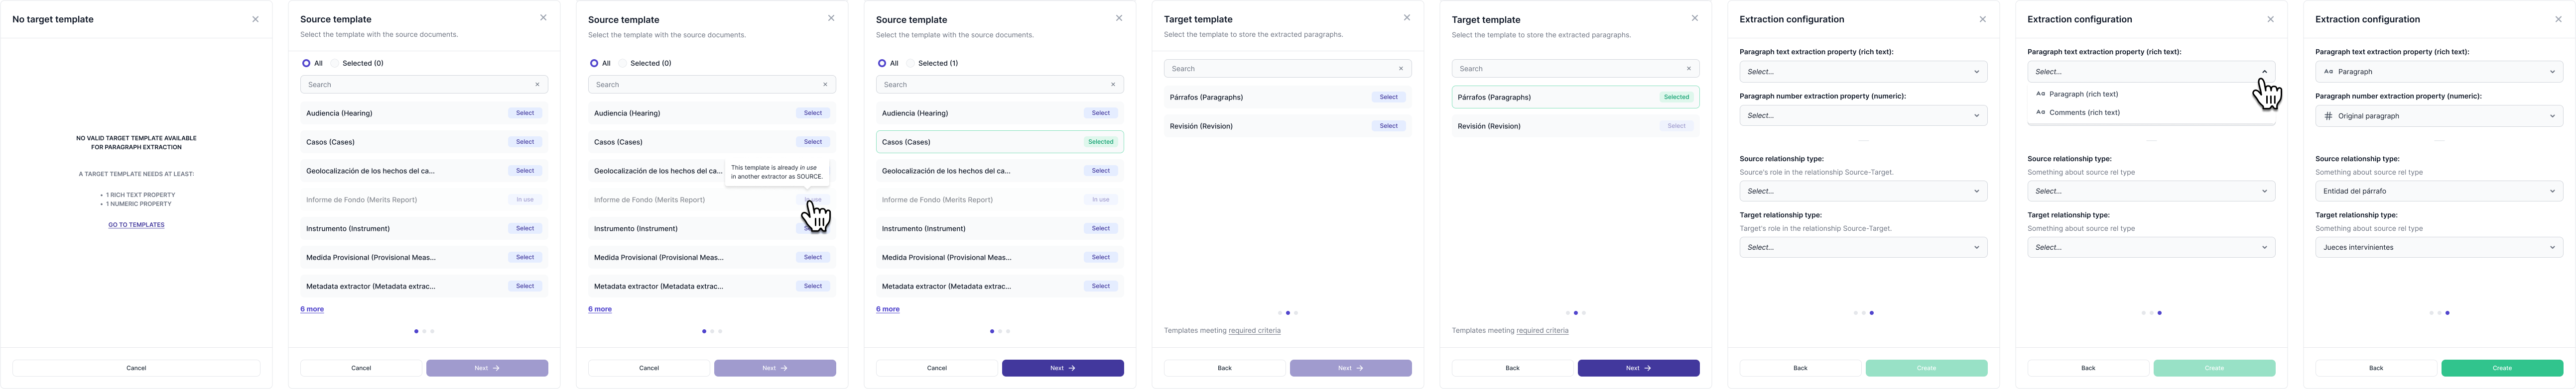 No target template
NO VALID TARGET TEMPLATE AVAILABLE
FOR PARAGRAPH EXTRACTION
A TARGET TEMPLATE NEEDS AT LEAST:
• 1 RICH TEXT PROPERTY
• 1 NUMERIC PROPERTY
GO TO TEMPLATES
Cancel
Source template
Select the template with the source documents.
All Selected (0)
Search
Audiencia (Hearing) Select
Casos (Cases) Select
Geolocalización de los hechos del ca... Select
Informe de Fondo (Merits Report) In use
Instrumento (Instrument) Select
Medida Provisional (Provisional Meas... Select
Metadata extractor (Metadata extrac... Select
6 more
Cancel Next →
Source template
Select the template with the source documents.
All Selected (0)
Search
Audiencia (Hearing) Select
Casos (Cases) Select
This template is already in use
in another extractor as SOURCE.
Geolocalización de los hechos del ca...
Informe de Fondo (Merits Report)
Instrumento (Instrument)
Medida Provisional (Provisional Meas... Select
Metadata extractor (Metadata extrac... Select
6 more
Cancel Next →
Source template
Select the template with the source documents.
All Selected (1)
Search
Audiencia (Hearing) Select
Casos (Cases) Selected
Geolocalización de los hechos del ca... Select
Informe de Fondo (Merits Report) In use
Instrumento (Instrument) Select
Medida Provisional (Provisional Meas... Select
Metadata extractor (Metadata extrac... Select
6 more
Cancel Next →
Target template
Select the template to store the extracted paragraphs.
Search
Párrafos (Paragraphs) Select
Revisión (Revision) Select
Templates meeting required criteria
Back Next →
Target template
Select the template to store the extracted paragraphs.
Search
Párrafos (Paragraphs) Selected
Revisión (Revision) Select
Templates meeting required criteria
Back Next →
Extraction configuration
Paragraph text extraction property (rich text):
Select...
Paragraph number extraction property (numeric):
Select...
Source relationship type:
Source's role in the relationship Source-Target.
Select...
Target relationship type:
Target's role in the relationship Source-Target.
Select...
Back Create
Extraction configuration
Paragraph text extraction property (rich text):
Select...
Aa Paragraph (rich text)
Aa Comments (rich text)
Source relationship type:
Something about source rel type
Select...
Target relationship type:
Something about source rel type
Select...
Back Create
Extraction configuration
Paragraph text extraction property (rich text):
Aa Paragraph
Paragraph number extraction property (numeric):
# Original paragraph
Source relationship type:
Something about source rel type
Entidad del párrafo
Target relationship type:
Something about source rel type
Jueces intervinientes
Back Create